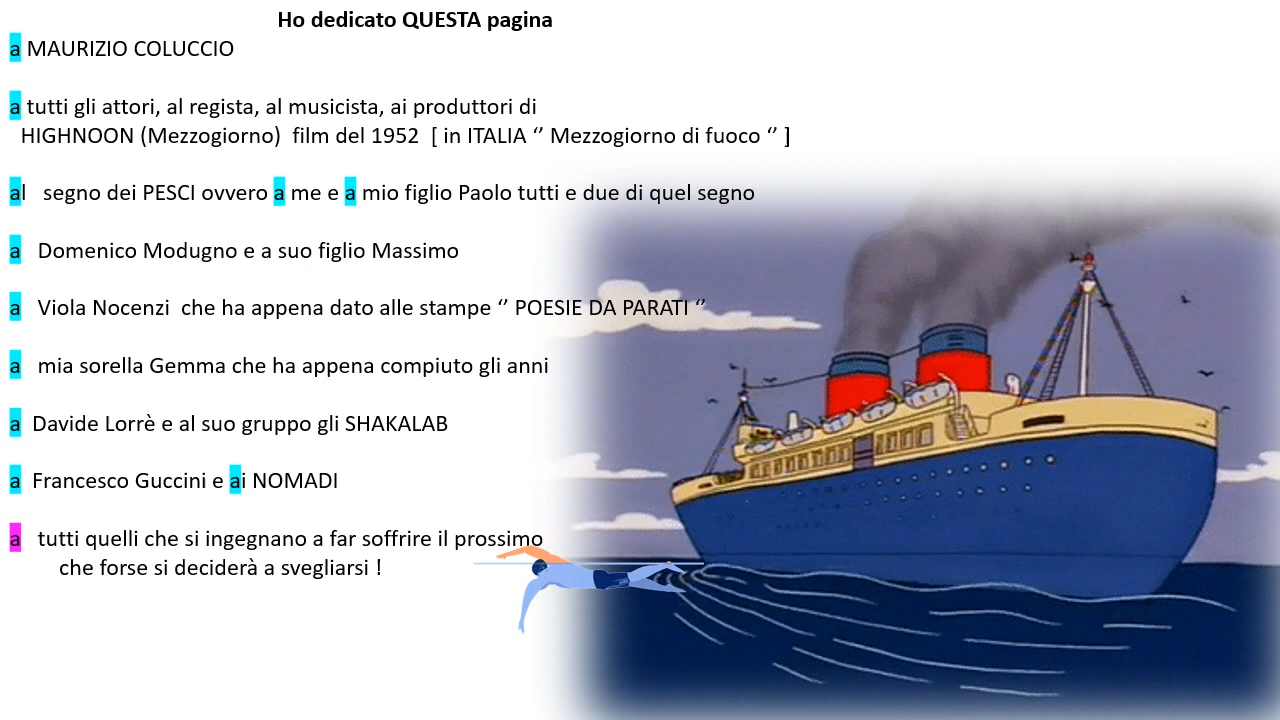 Ho dedicato QUESTA pagina
a MAURIZIO COLUCCIO
a tutti gli attori, al regista, al musicista, ai produttori di
HIGHNOON (Mezzogiorno) film del 1952 [ in ITALIA ‘’ Mezzogiorno di fuoco ‘’ ]
al segno dei PESCI ovvero a me e a mio figlio Paolo tutti e due di quel segno
a Domenico Modugno e a suo figlio Massimo
a Viola Nocenzi che ha appena dato alle stampe ‘’ POESIE DA PARATI ‘’
a mia sorella Gemma che ha appena compiuto gli anni
a Davide Lorrè e al suo gruppo gli SHAKALAB
a Francesco Guccini e ai NOMADI
a tutti quelli che si ingegnano a far soffrire il prossimo
che forse si deciderà a svegliarsi !